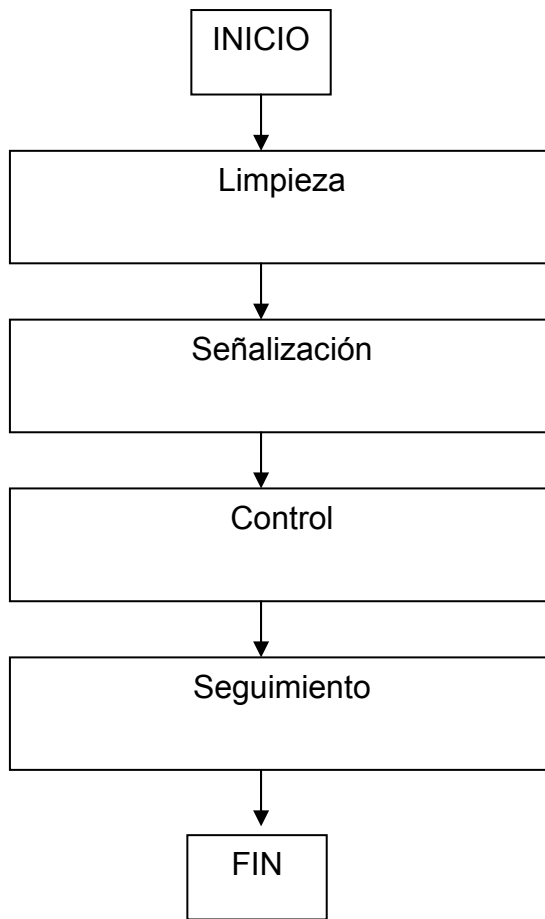 INICIO
Limpieza
Señalización
Control
Seguimiento
FIN